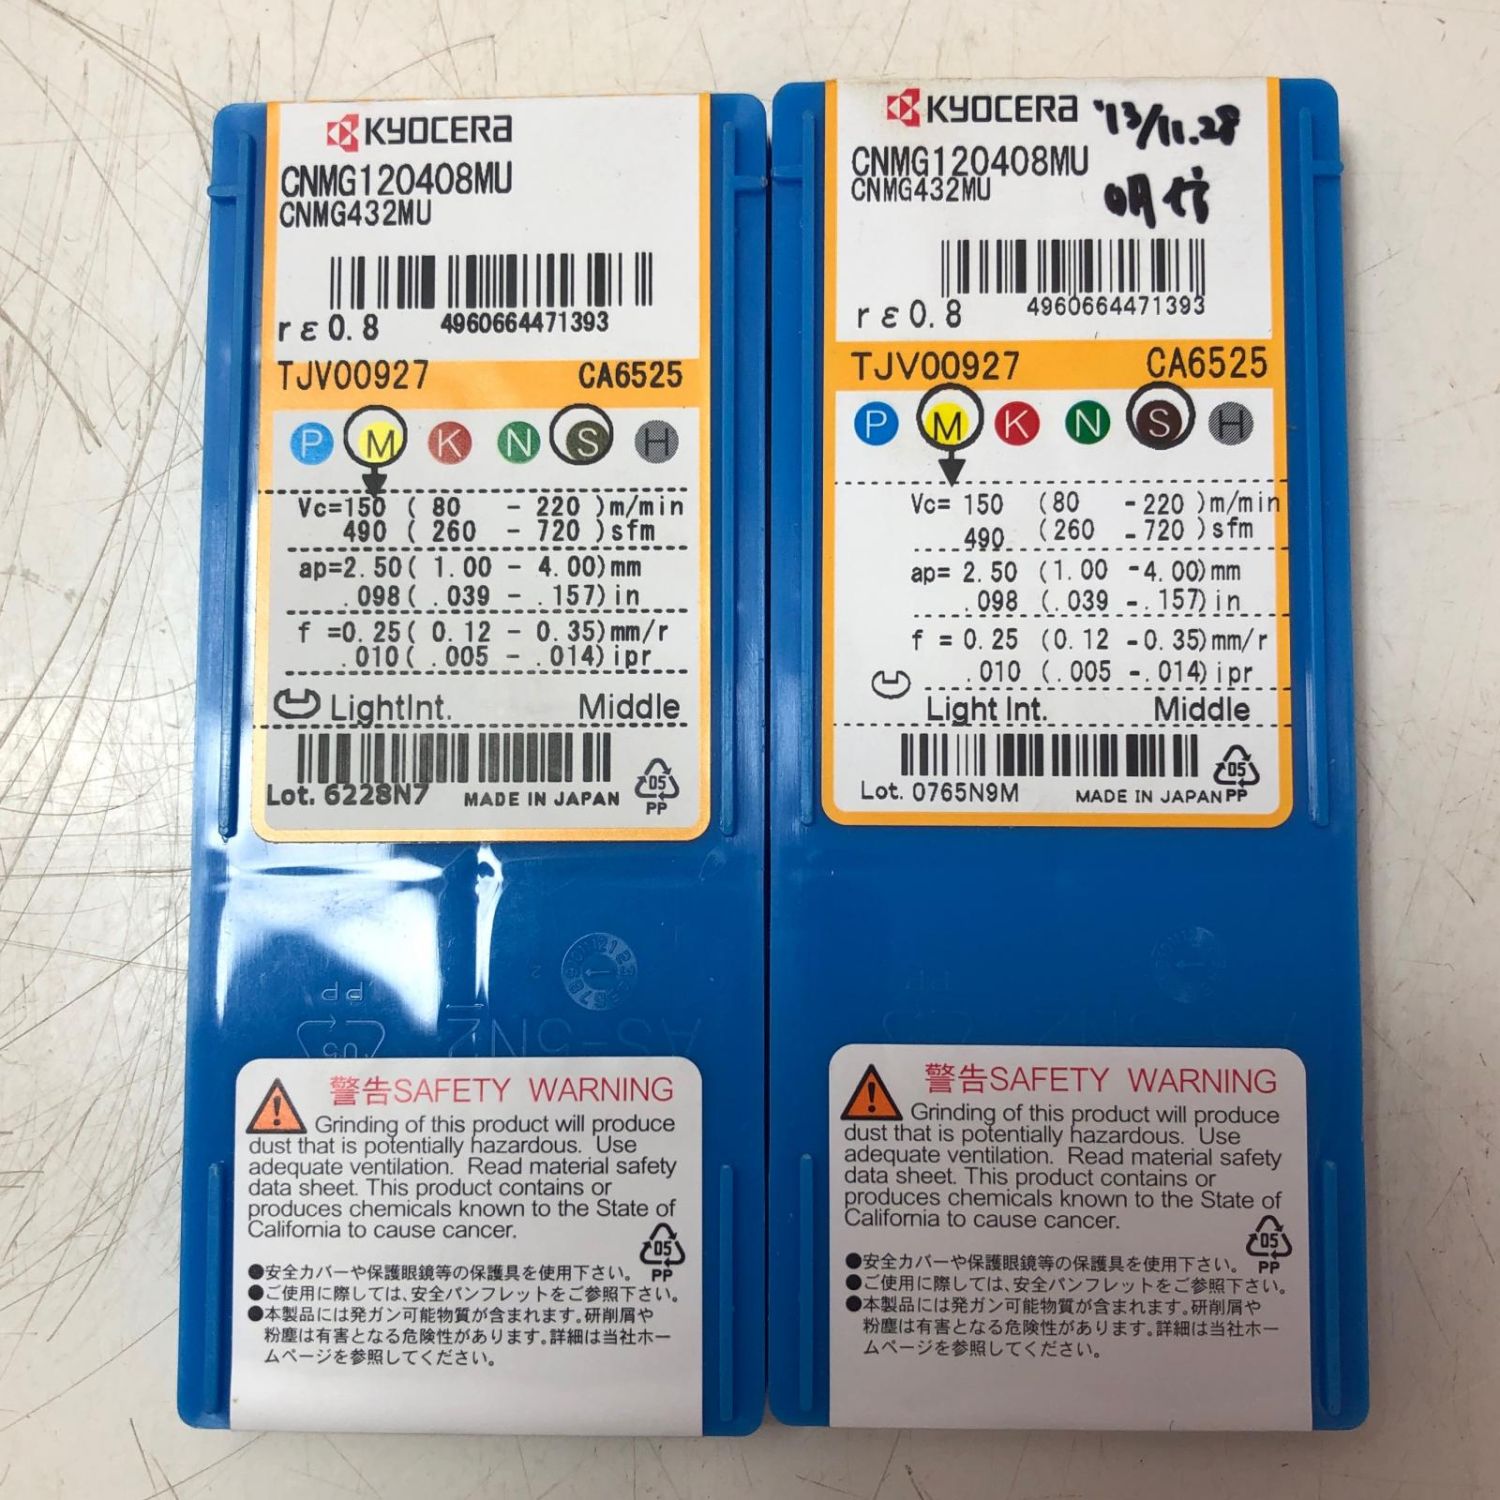 KYOCERA
CNMG120408MU
CNMG432MU
rε0.8
4960664471393
TJV00927 CA6525
P M K N S H
Vc=150 ( 80 - 220 )m/min
490 ( 260 - 720 )sfm
ap=2.50( 1.00 - 4.00)mm
.098( .039 - .157)in
f =0.25( 0.12 - 0.35)mm/r
.010( .005 - .014)ipr
LightInt. Middle
Lot. 6228N7 MADE IN JAPAN
05
PP
警告SAFETY WARNING
Grinding of this product will produce
dust that is potentially hazardous. Use
adequate ventilation. Read material safety
data sheet. This product contains or
produces chemicals known to the State of
California to cause cancer.
05
PP
●安全カバーや保護眼鏡等の保護具を使用下さい。
●ご使用に際しては、安全パンフレットをご参照下さい。
●本製品には発ガン可能物質が含まれます。研削屑や
粉塵は有害となる危険性があります。詳細は当社ホー
ムページを参照してください。
KYOCERA '13/11.28
CNMG120408MU
CNMG432MU
明信
rε0.8
4960664471393
TJV00927 CA6525
P M K N S H
Vc= 150 (80 -220 )m/min
490 (260 -720 )sfm
ap= 2.50 (1.00 -4.00)mm
.098 (.039 -.157)in
f = 0.25 (0.12 -0.35)mm/r
.010 (.005 -.014)ipr
Light Int. Middle
Lot. 0765N9M MADE IN JAPAN
05
PP
警告SAFETY WARNING
Grinding of this product will produce
dust that is potentially hazardous. Use
adequate ventilation. Read material safety
data sheet. This product contains or
produces chemicals known to the State of
California to cause cancer.
05
PP
●安全カバーや保護眼鏡等の保護具を使用下さい。
●ご使用に際しては、安全パンフレットをご参照下さい。
●本製品には発ガン可能物質が含まれます。研削屑や
粉塵は有害となる危険性があります。詳細は当社ホー
ムページを参照してください。